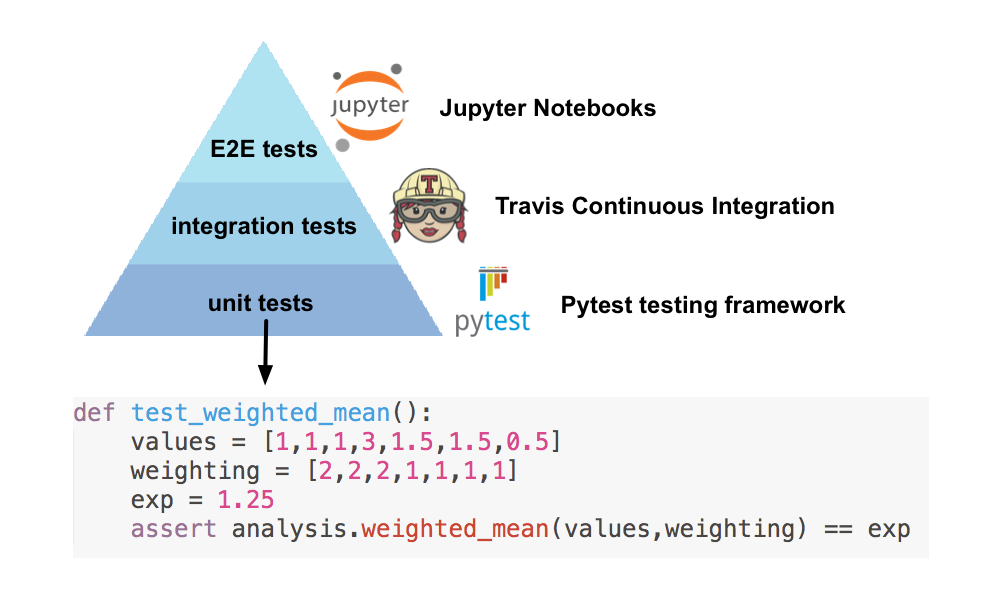 jupyter
Jupyter Notebooks
E2E tests
T
Travis Continuous Integration
integration tests
unit tests
pytest
Pytest testing framework
def test_weighted_mean():
    values = [1,1,1,3,1.5,1.5,0.5]
    weighting = [2,2,2,1,1,1,1]
    exp = 1.25
    assert analysis.weighted_mean(values,weighting) == exp